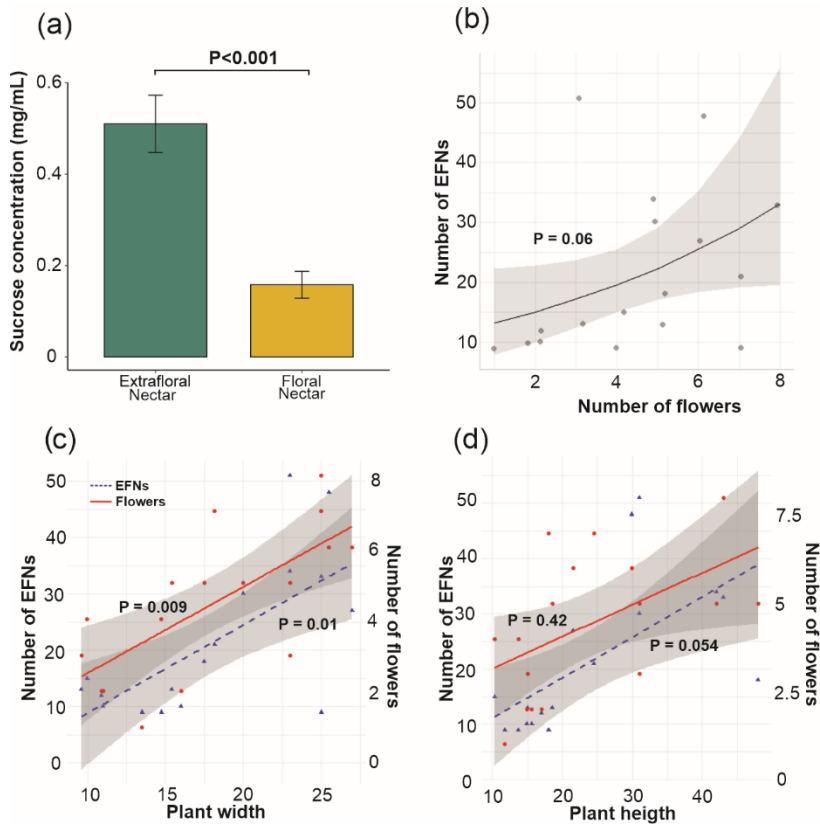 (a)
P<0.001
Sucrose concentration (mg/mL)
0.6
0.4
0.2
0
Extrafloral
Nectar
Floral
Nectar
(b)
Number of EFNs
50
40
30
20
10
P = 0.06
2
4
6
8
Number of flowers
(c)
EFNs
Flowers
Number of EFNs
50
40
30
20
10
0
P = 0.009
P = 0.01
8
6
4
2
0
Number of flowers
10
15
20
25
Plant width
(d)
Number of EFNs
50
40
30
20
10
0
P = 0.42
P = 0.054
7.5
5
2.5
0
Number of flowers
10
20
30
40
Plant heigth